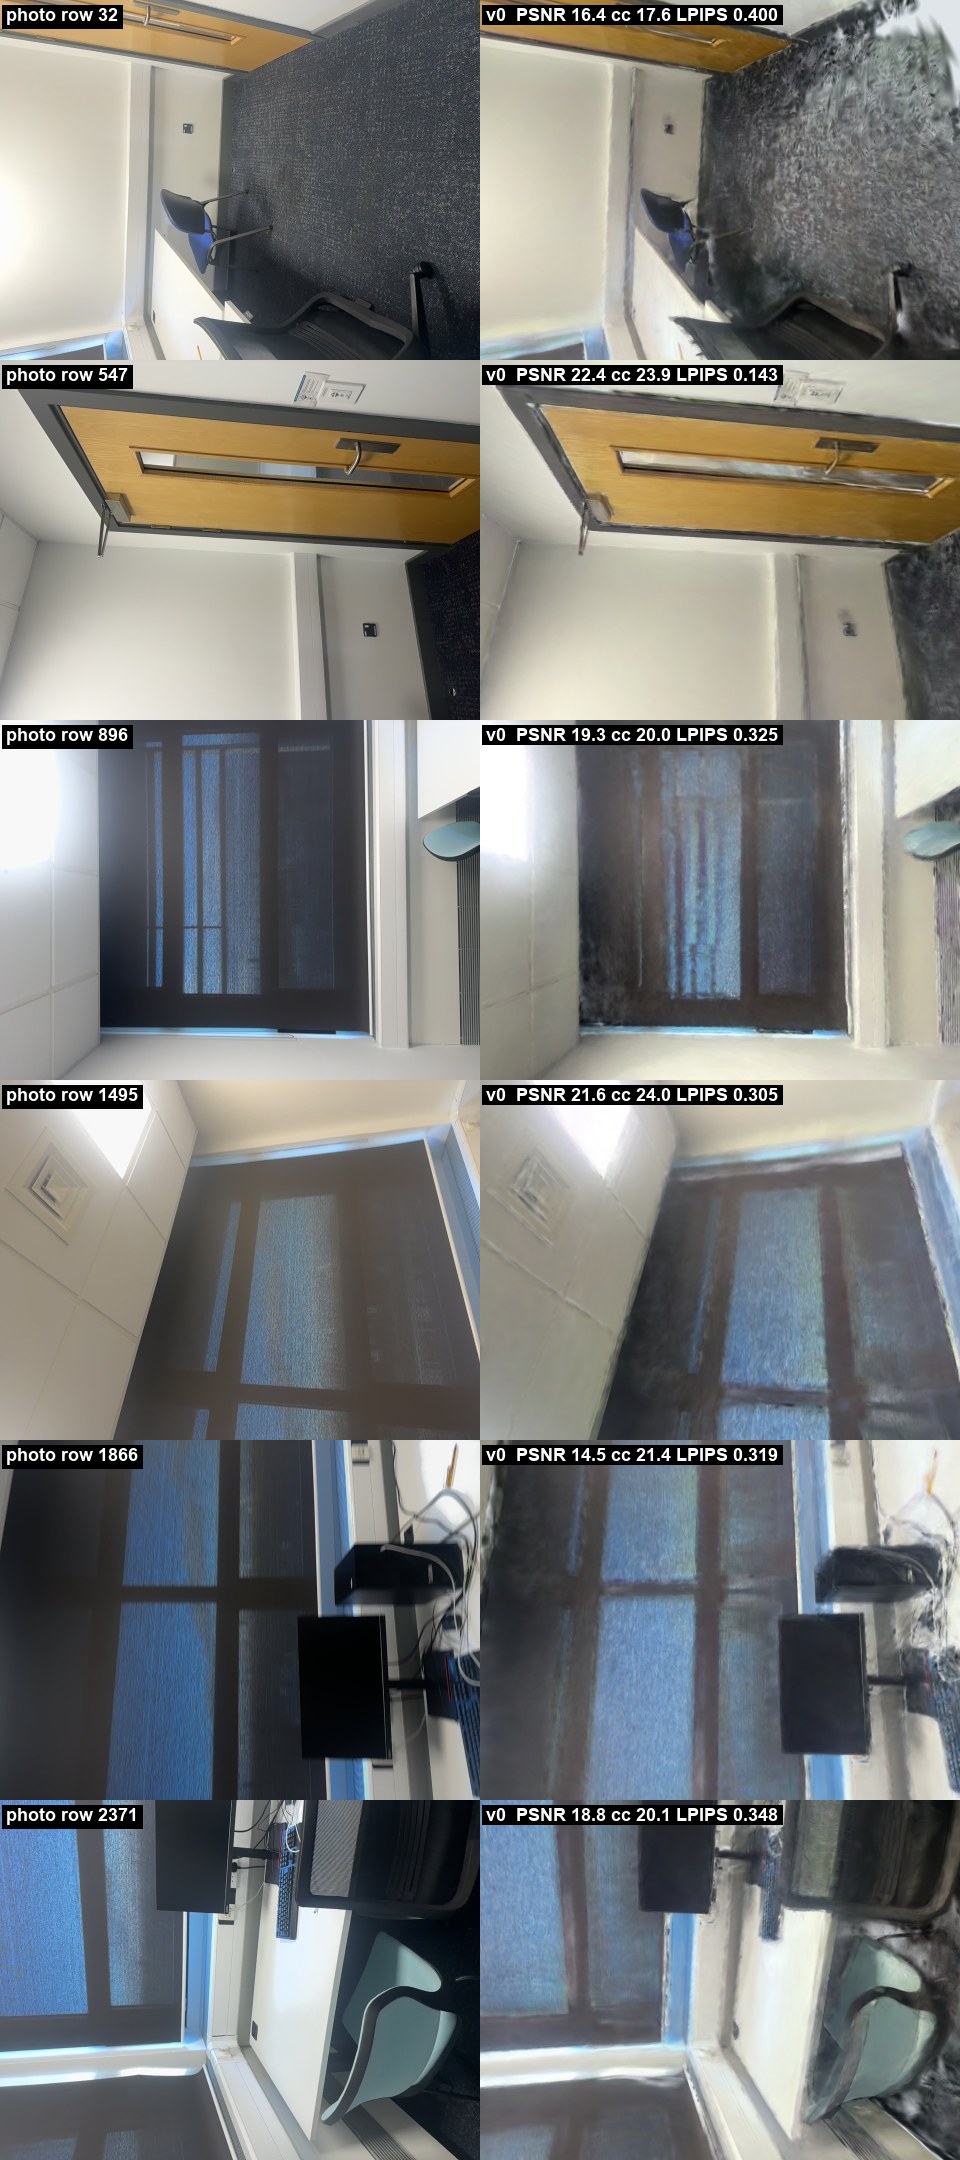 photo row 32
v0 PSNR 16.4 cc 17.6 LPIPS 0.400
photo row 547
v0 PSNR 22.4 cc 23.9 LPIPS 0.143
photo row 896
v0 PSNR 19.3 cc 20.0 LPIPS 0.325
photo row 1495
v0 PSNR 21.6 cc 24.0 LPIPS 0.305
photo row 1866
v0 PSNR 14.5 cc 21.4 LPIPS 0.319
photo row 2371
v0 PSNR 18.8 cc 20.1 LPIPS 0.348